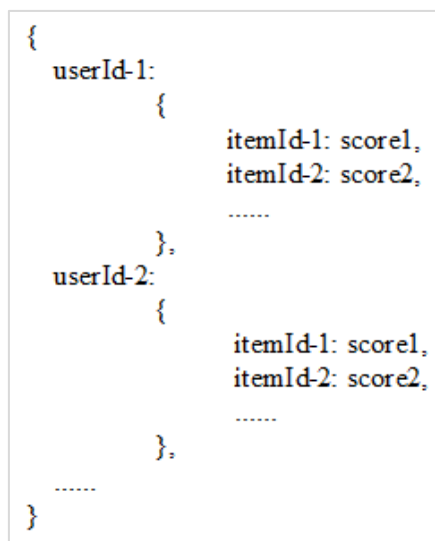 {
userId-1:
{
itemId-1: score1,
itemId-2: score2,
......
},
userId-2:
{
itemId-1: score1,
itemId-2: score2,
......
},
......
}